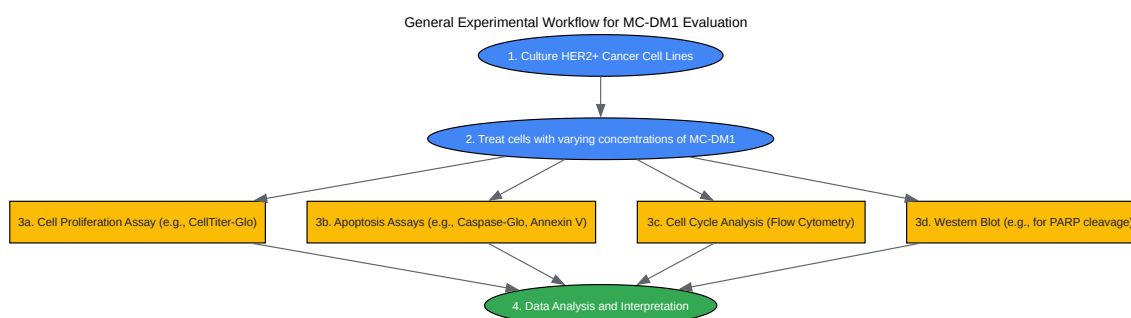 General Experimental Workflow for MC-DM1 Evaluation
1. Culture HER2+ Cancer Cell Lines
2. Treat cells with varying concentrations of MC-DM1
3a. Cell Proliferation Assay (e.g., CellTiter-Glo)
3b. Apoptosis Assays (e.g., Caspase-Glo, Annexin V)
3c. Cell Cycle Analysis (Flow Cytometry)
3d. Western Blot (e.g., for PARP cleavage)
4. Data Analysis and Interpretation